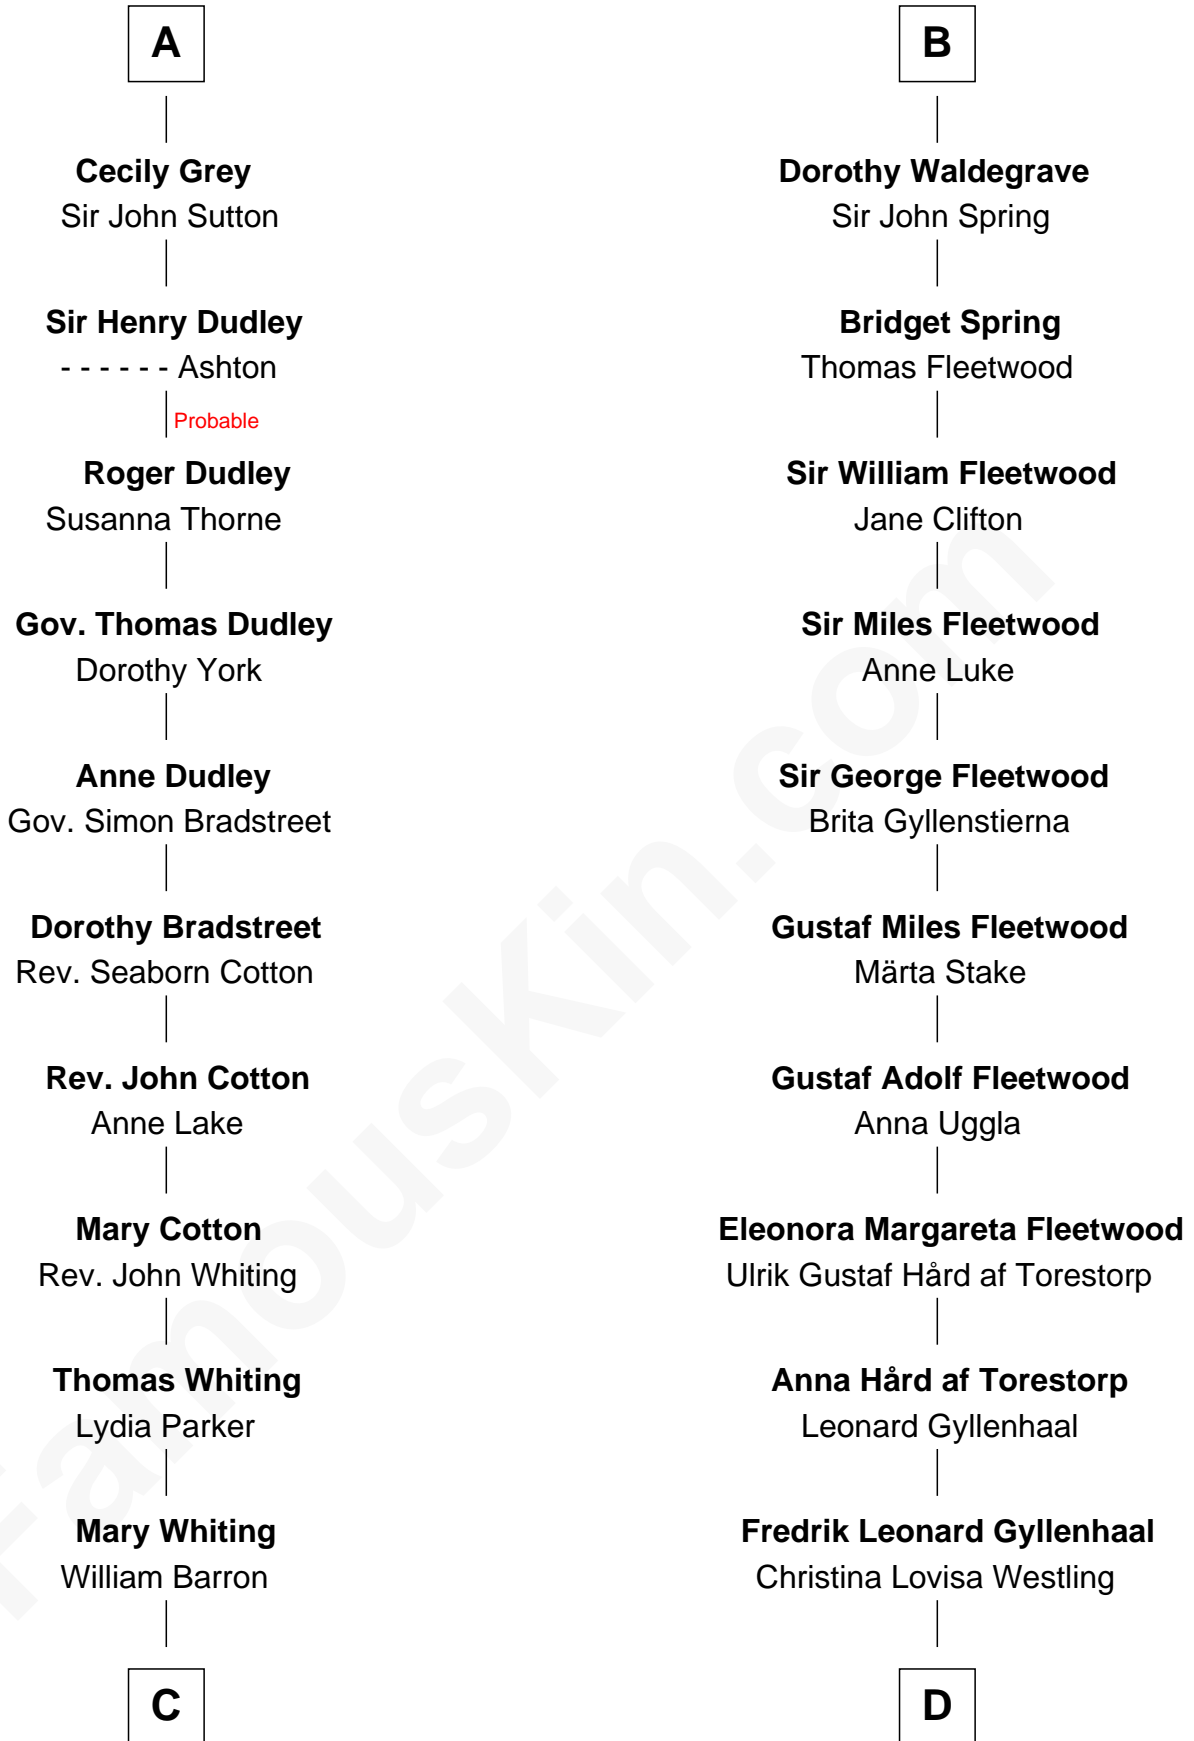 A
Cecily Grey
Sir John Sutton
Sir Henry Dudley
- - - - - - Ashton
Probable
Roger Dudley
Susanna Thorne
Gov. Thomas Dudley
Dorothy York
Anne Dudley
Gov. Simon Bradstreet
Dorothy Bradstreet
Rev. Seaborn Cotton
Rev. John Cotton
Anne Lake
Mary Cotton
Rev. John Whiting
Thomas Whiting
Lydia Parker
Mary Whiting
William Barron
C
B
Dorothy Waldegrave
Sir John Spring
Bridget Spring
Thomas Fleetwood
Sir William Fleetwood
Jane Clifton
Sir Miles Fleetwood
Anne Luke
Sir George Fleetwood
Brita Gyllenstierna
Gustaf Miles Fleetwood
Märta Stake
Gustaf Adolf Fleetwood
Anna Uggla
Eleonora Margareta Fleetwood
Ulrik Gustaf Hård af Torestorp
Anna Hård af Torestorp
Leonard Gyllenhaal
Fredrik Leonard Gyllenhaal
Christina Lovisa Westling
D
FamousKin.com